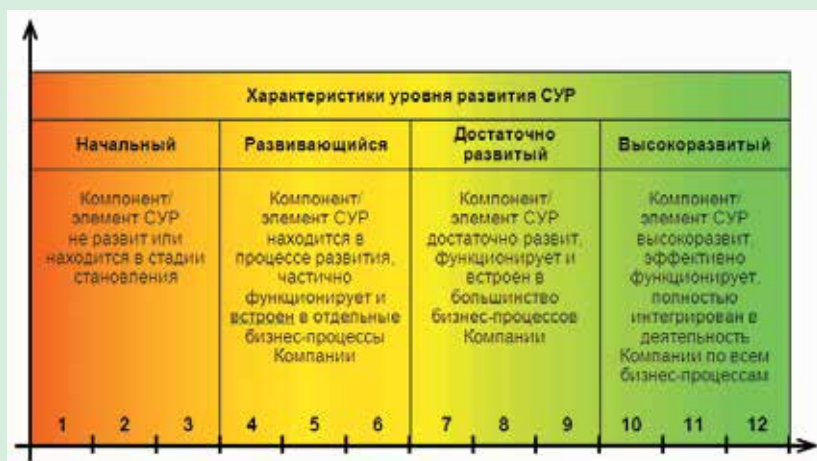 Характеристики уровня развития СУР
Начальный
Развивающийся
Достаточно
развитый
Высокоразвитый
Компонент/
элемент СУР
не развит или
находится в стадии
становления
Компонент/
элемент СУР
находится в
процессе развития,
частично
функционирует и
встроен в отдельные
бизнес-процессы
Компании
Компонент/
элемент СУР
достаточно развит,
функционирует и
встроен в
большинство
бизнес-процессов
Компании
Компонент/
элемент СУР
высокоразвит,
эффективно
функционирует,
полностью
интегрирован в
деятельность
Компании по всем
бизнес-процессам
1 2 3 4 5 6 7 8 9 10 11 12